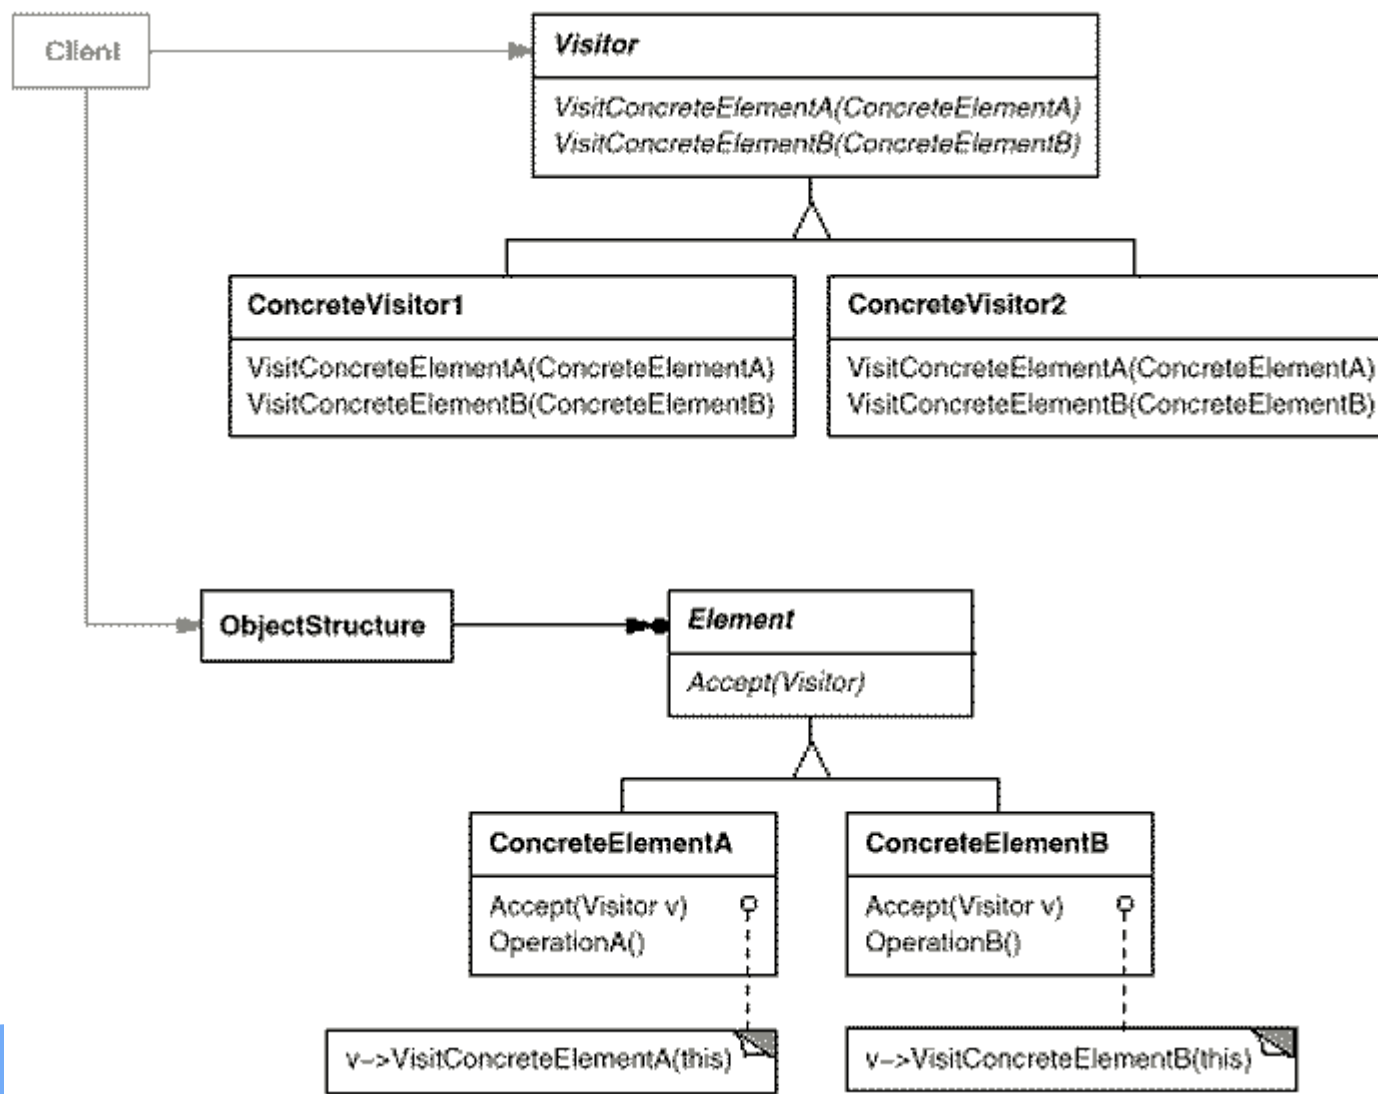 Client
Visitor
VisitConcreteElementA(ConcreteElementA)
VisitConcreteElementB(ConcreteElementB)
ConcreteVisitor1
VisitConcreteElementA(ConcreteElementA)
VisitConcreteElementB(ConcreteElementB)
ConcreteVisitor2
VisitConcreteElementA(ConcreteElementA)
VisitConcreteElementB(ConcreteElementB)
ObjectStructure
Element
Accept(Visitor)
ConcreteElementA
Accept(Visitor v)
OperationA()
ConcreteElementB
Accept(Visitor v)
OperationB()
v–>VisitConcreteElementA(this)
v–>VisitConcreteElementB(this)